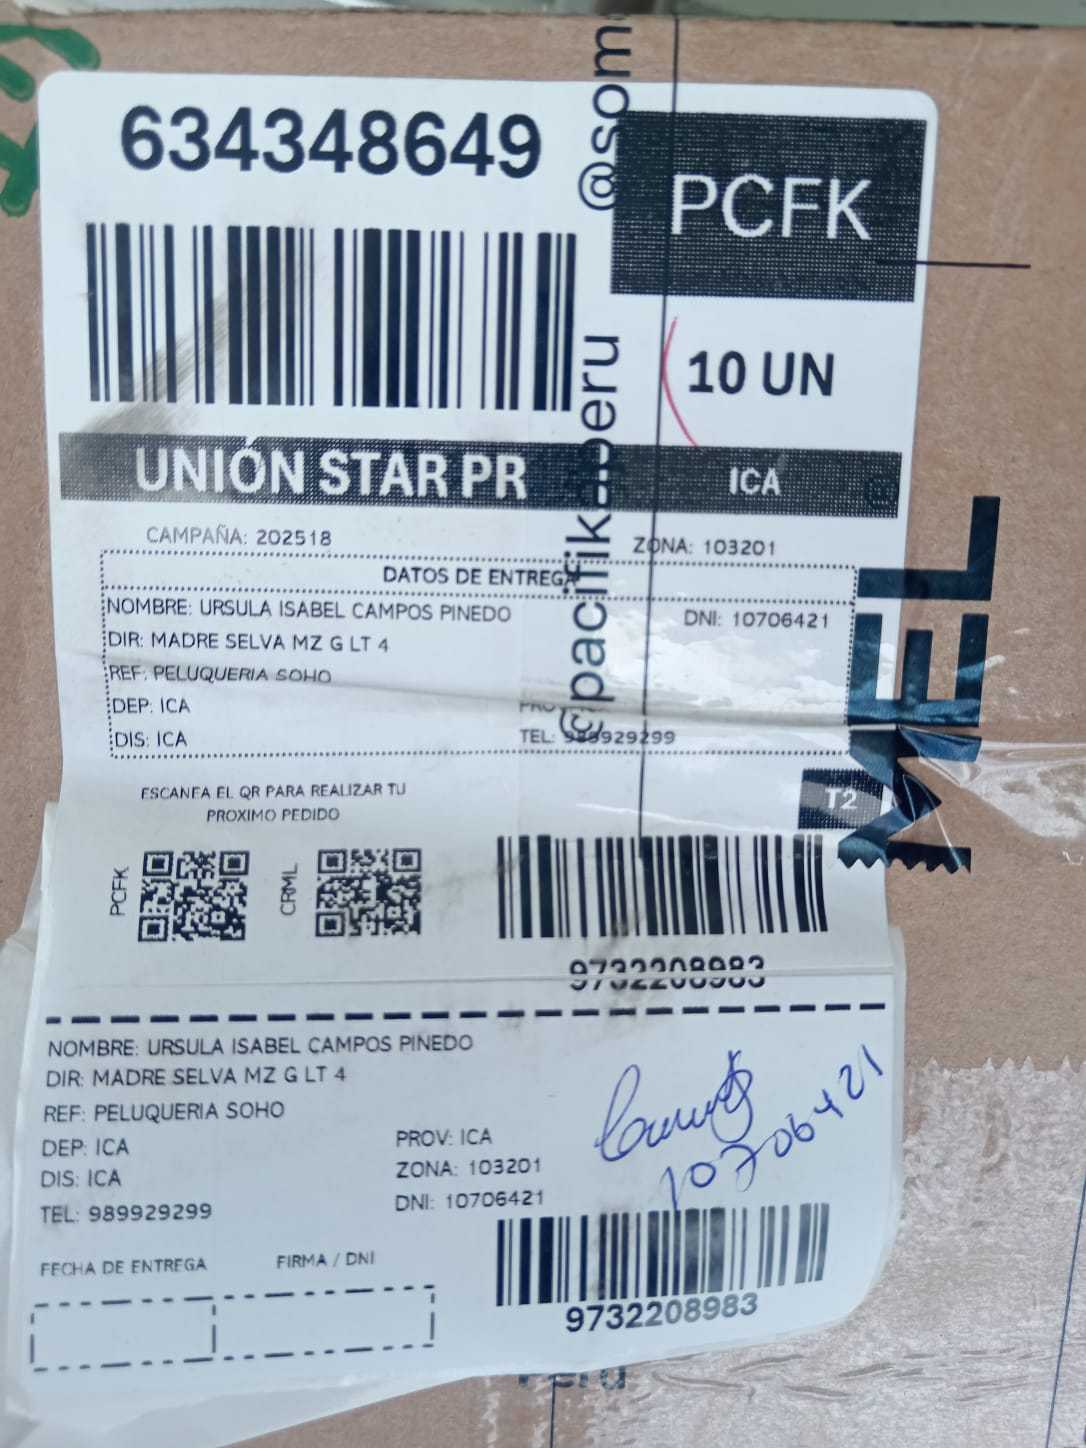 634348649
@som
PCFK
10 UN
@pacifik
eru
UNIÓN STAR PR
ICA
CAMPAÑA: 202518
ZONA: 103201
DATOS DE ENTREGA
NOMBRE: URSULA ISABEL CAMPOS PINEDO
DNI: 10706421
DIR: MADRE SELVA MZ G LT 4
REF: PELUQUERIA SOHO
DEP: ICA
DIS: ICA
TEL: 989929299
MEL
T2
ESCANEA EL QR PARA REALIZAR TU
PROXIMO PEDIDO
PCFK
CRML
9732208983
NOMBRE: URSULA ISABEL CAMPOS PINEDO
DIR: MADRE SELVA MZ G LT 4
REF: PELUQUERIA SOHO
DEP: ICA
PROV: ICA
DIS: ICA
ZONA: 103201
TEL: 989929299
DNI: 10706421
10706421
FECHA DE ENTREGA
FIRMA / DNI
9732208983